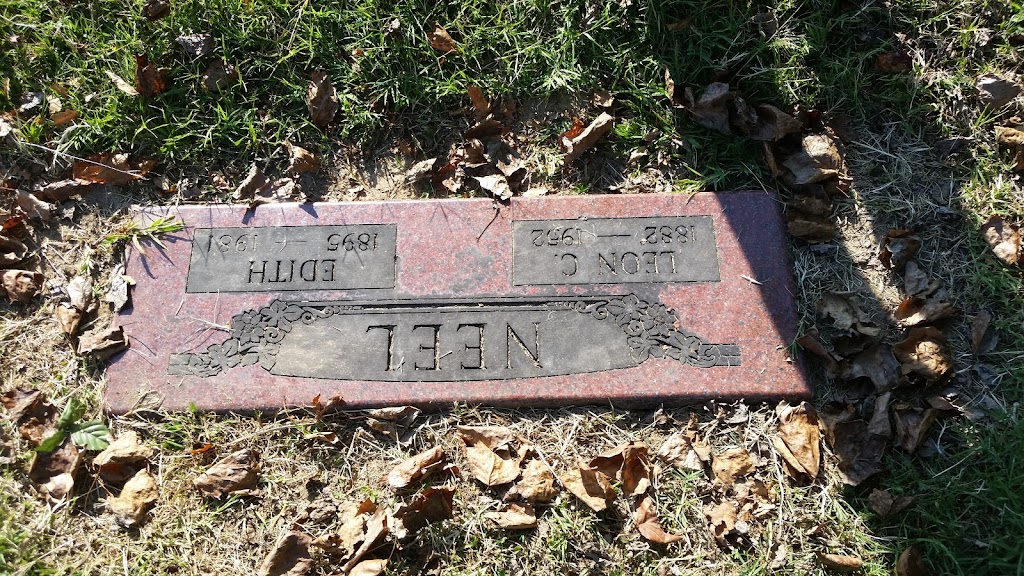 NEEL
LEON C.
1882 — 1952
EDITH
1895 — 1981